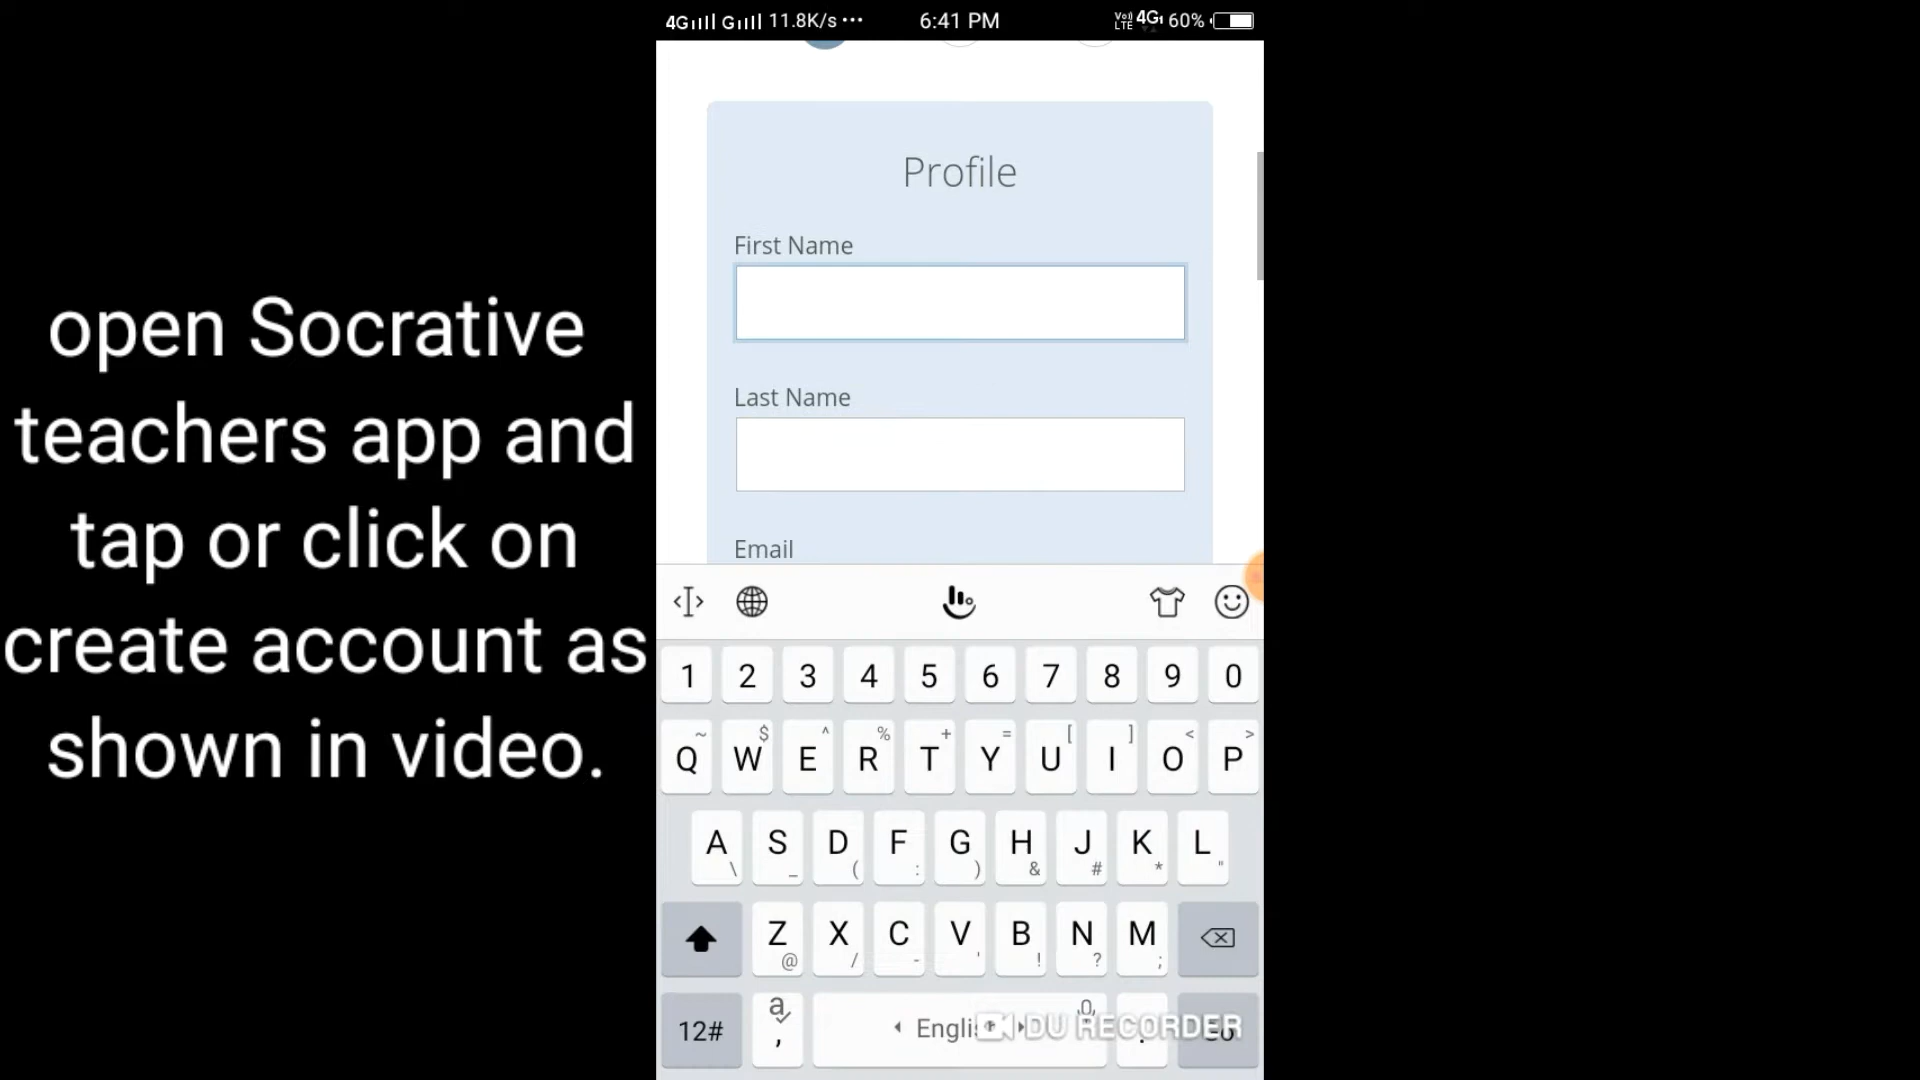 4G G 11.8K/s ... 6:41 PM VoLTE 4G 60%
open Socrative
teachers app and
tap or click on
create account as
shown in video.
Profile
First Name
Last Name
Email
1 2 3 4 5 6 7 8 9 0
~ $ ^ % + = [ ] < >
Q W E R T Y U I O P
A S D F G H J K L
\ _ ( : ) & # * "
Z X C V B N M
@ / - ' ! ? ;
12# a , Englis .
DU RECORDER